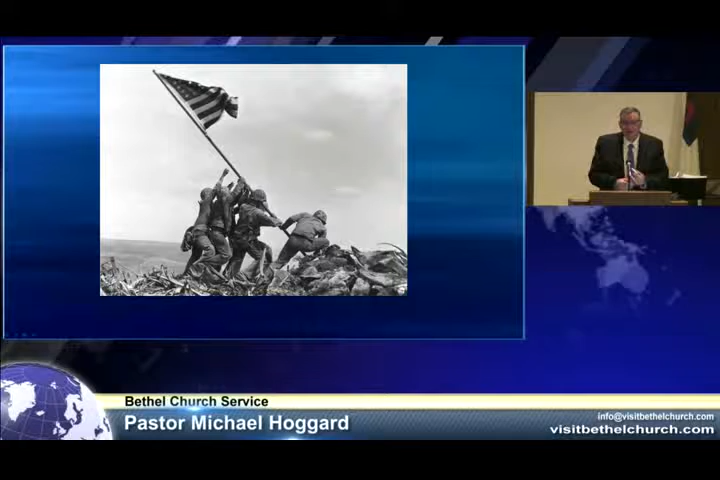 Bethel Church Service
Pastor Michael Hoggard
info@visitbethelchurch.com
visitbethelchurch.com